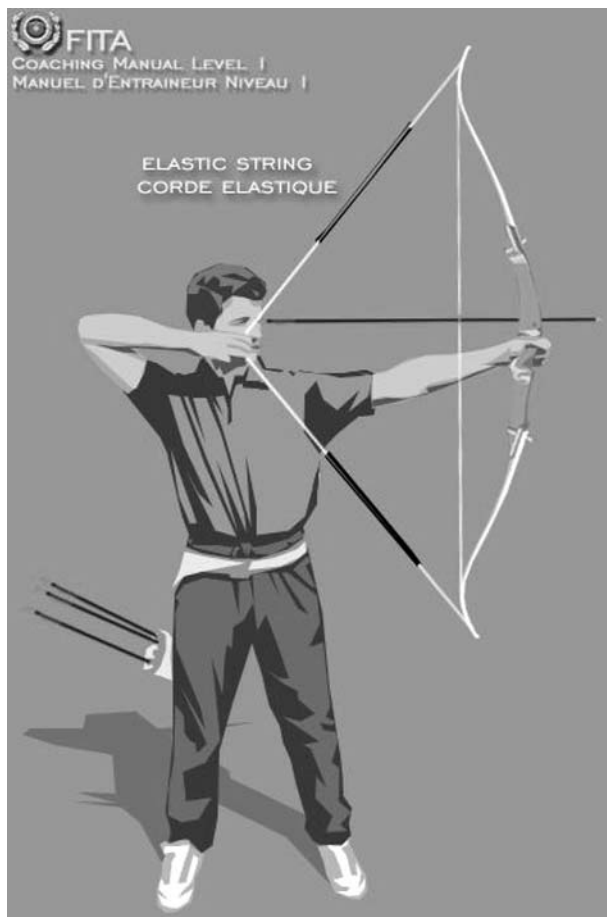 FITA
COACHING MANUAL LEVEL 1
MANUEL D'ENTRAINEUR NIVEAU 1
ELASTIC STRING
CORDE ELASTIQUE